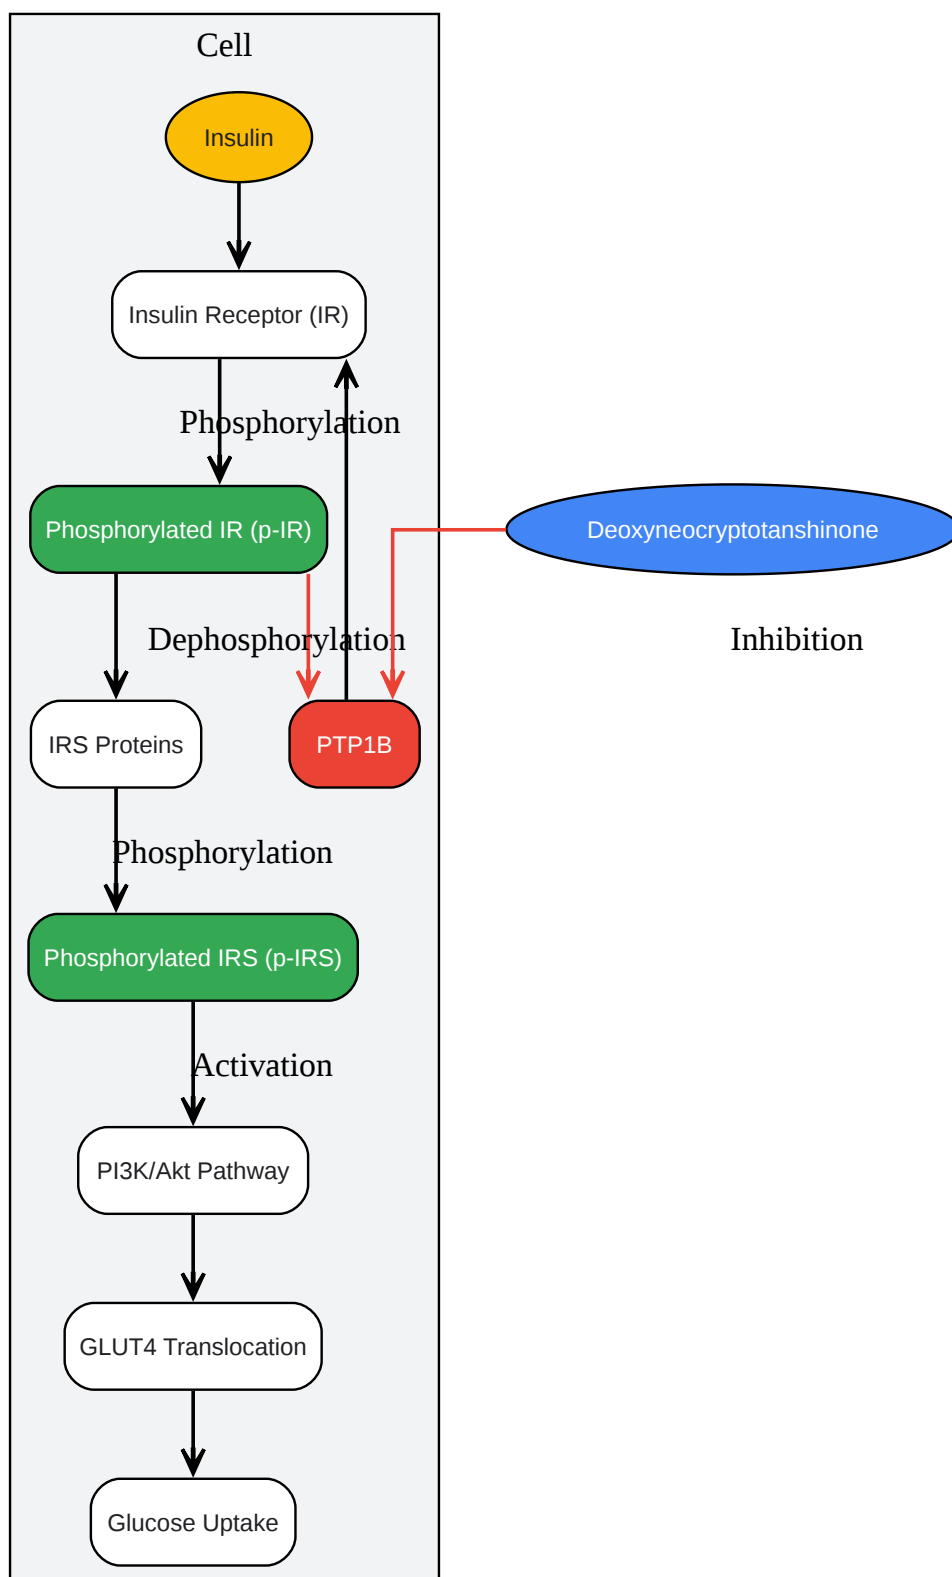 Cell
Insulin
Insulin Receptor (IR)
Phosphorylation
Phosphorylated IR (p-IR)
Deoxyneocryptotanshinone
Dephosphorylation
Inhibition
IRS Proteins
PTP1B
Phosphorylation
Phosphorylated IRS (p-IRS)
Activation
PI3K/Akt Pathway
GLUT4 Translocation
Glucose Uptake